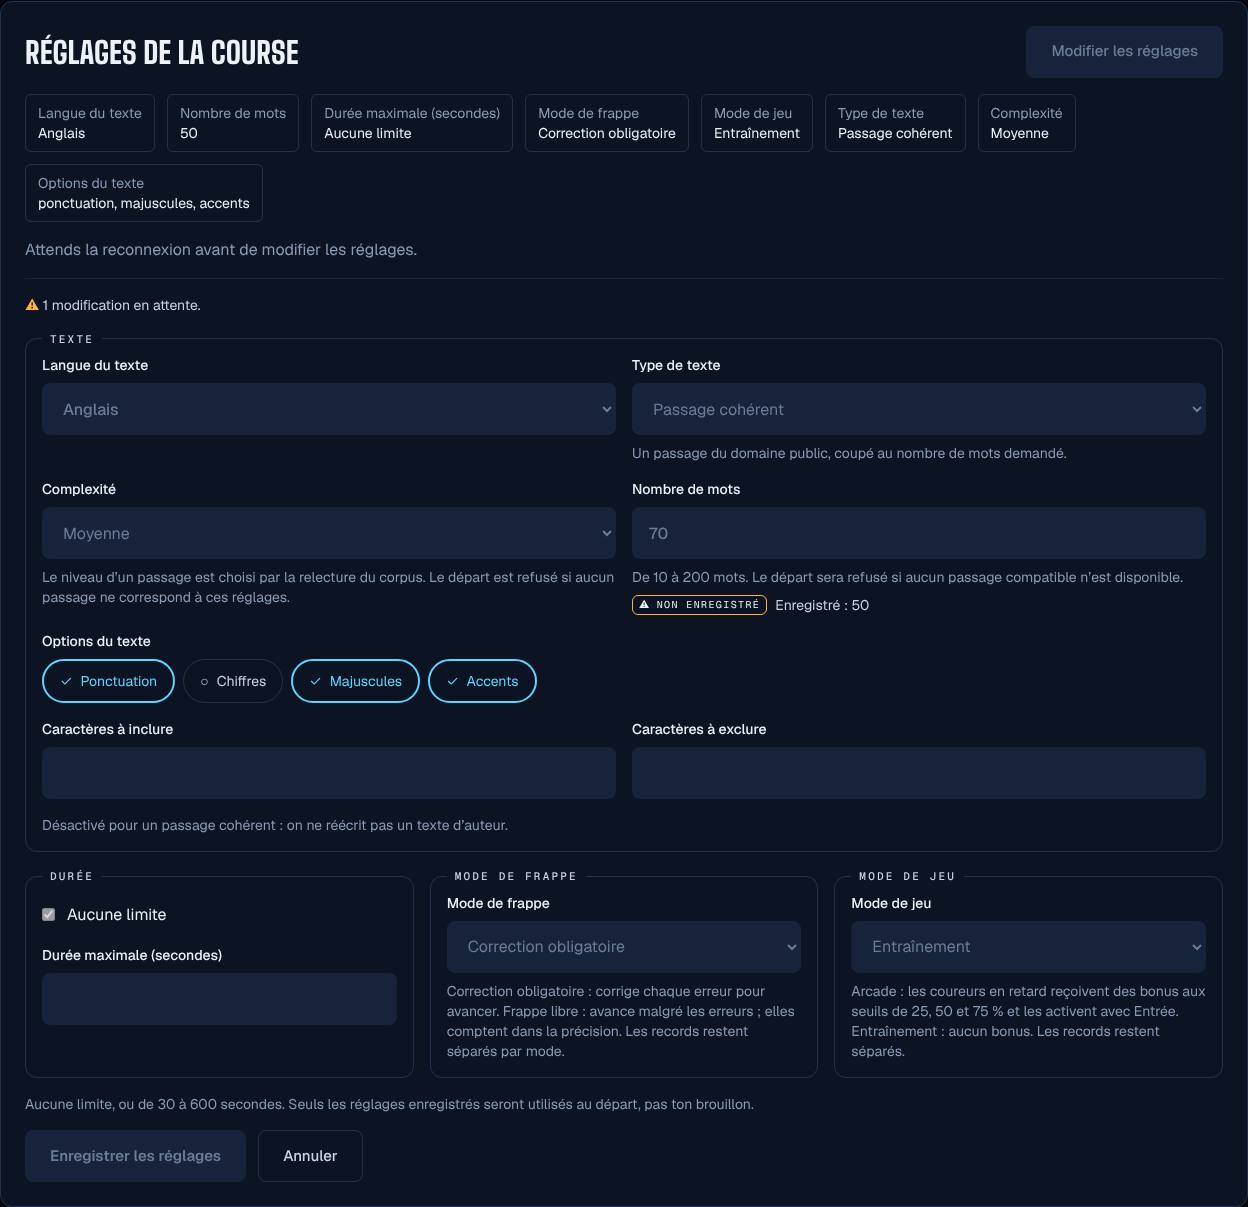 RÉGLAGES DE LA COURSE
Modifier les réglages
Langue du texte
Anglais
Nombre de mots
50
Durée maximale (secondes)
Aucune limite
Mode de frappe
Correction obligatoire
Mode de jeu
Entraînement
Type de texte
Passage cohérent
Complexité
Moyenne
Options du texte
ponctuation, majuscules, accents
Attends la reconnexion avant de modifier les réglages.
1 modification en attente.
TEXTE
Langue du texte
Anglais
Type de texte
Passage cohérent
Un passage du domaine public, coupé au nombre de mots demandé.
Complexité
Moyenne
Le niveau d’un passage est choisi par la relecture du corpus. Le départ est refusé si aucun
passage ne correspond à ces réglages.
Nombre de mots
70
De 10 à 200 mots. Le départ sera refusé si aucun passage compatible n’est disponible.
NON ENREGISTRÉ Enregistré : 50
Options du texte
Ponctuation
Chiffres
Majuscules
Accents
Caractères à inclure
Caractères à exclure
Désactivé pour un passage cohérent : on ne réécrit pas un texte d’auteur.
DURÉE
Aucune limite
Durée maximale (secondes)
MODE DE FRAPPE
Mode de frappe
Correction obligatoire
Correction obligatoire : corrige chaque erreur pour
avancer. Frappe libre : avance malgré les erreurs ; elles
comptent dans la précision. Les records restent
séparés par mode.
MODE DE JEU
Mode de jeu
Entraînement
Arcade : les coureurs en retard reçoivent des bonus aux
seuils de 25, 50 et 75 % et les activent avec Entrée.
Entraînement : aucun bonus. Les records restent
séparés.
Aucune limite, ou de 30 à 600 secondes. Seuls les réglages enregistrés seront utilisés au départ, pas ton brouillon.
Enregistrer les réglages
Annuler